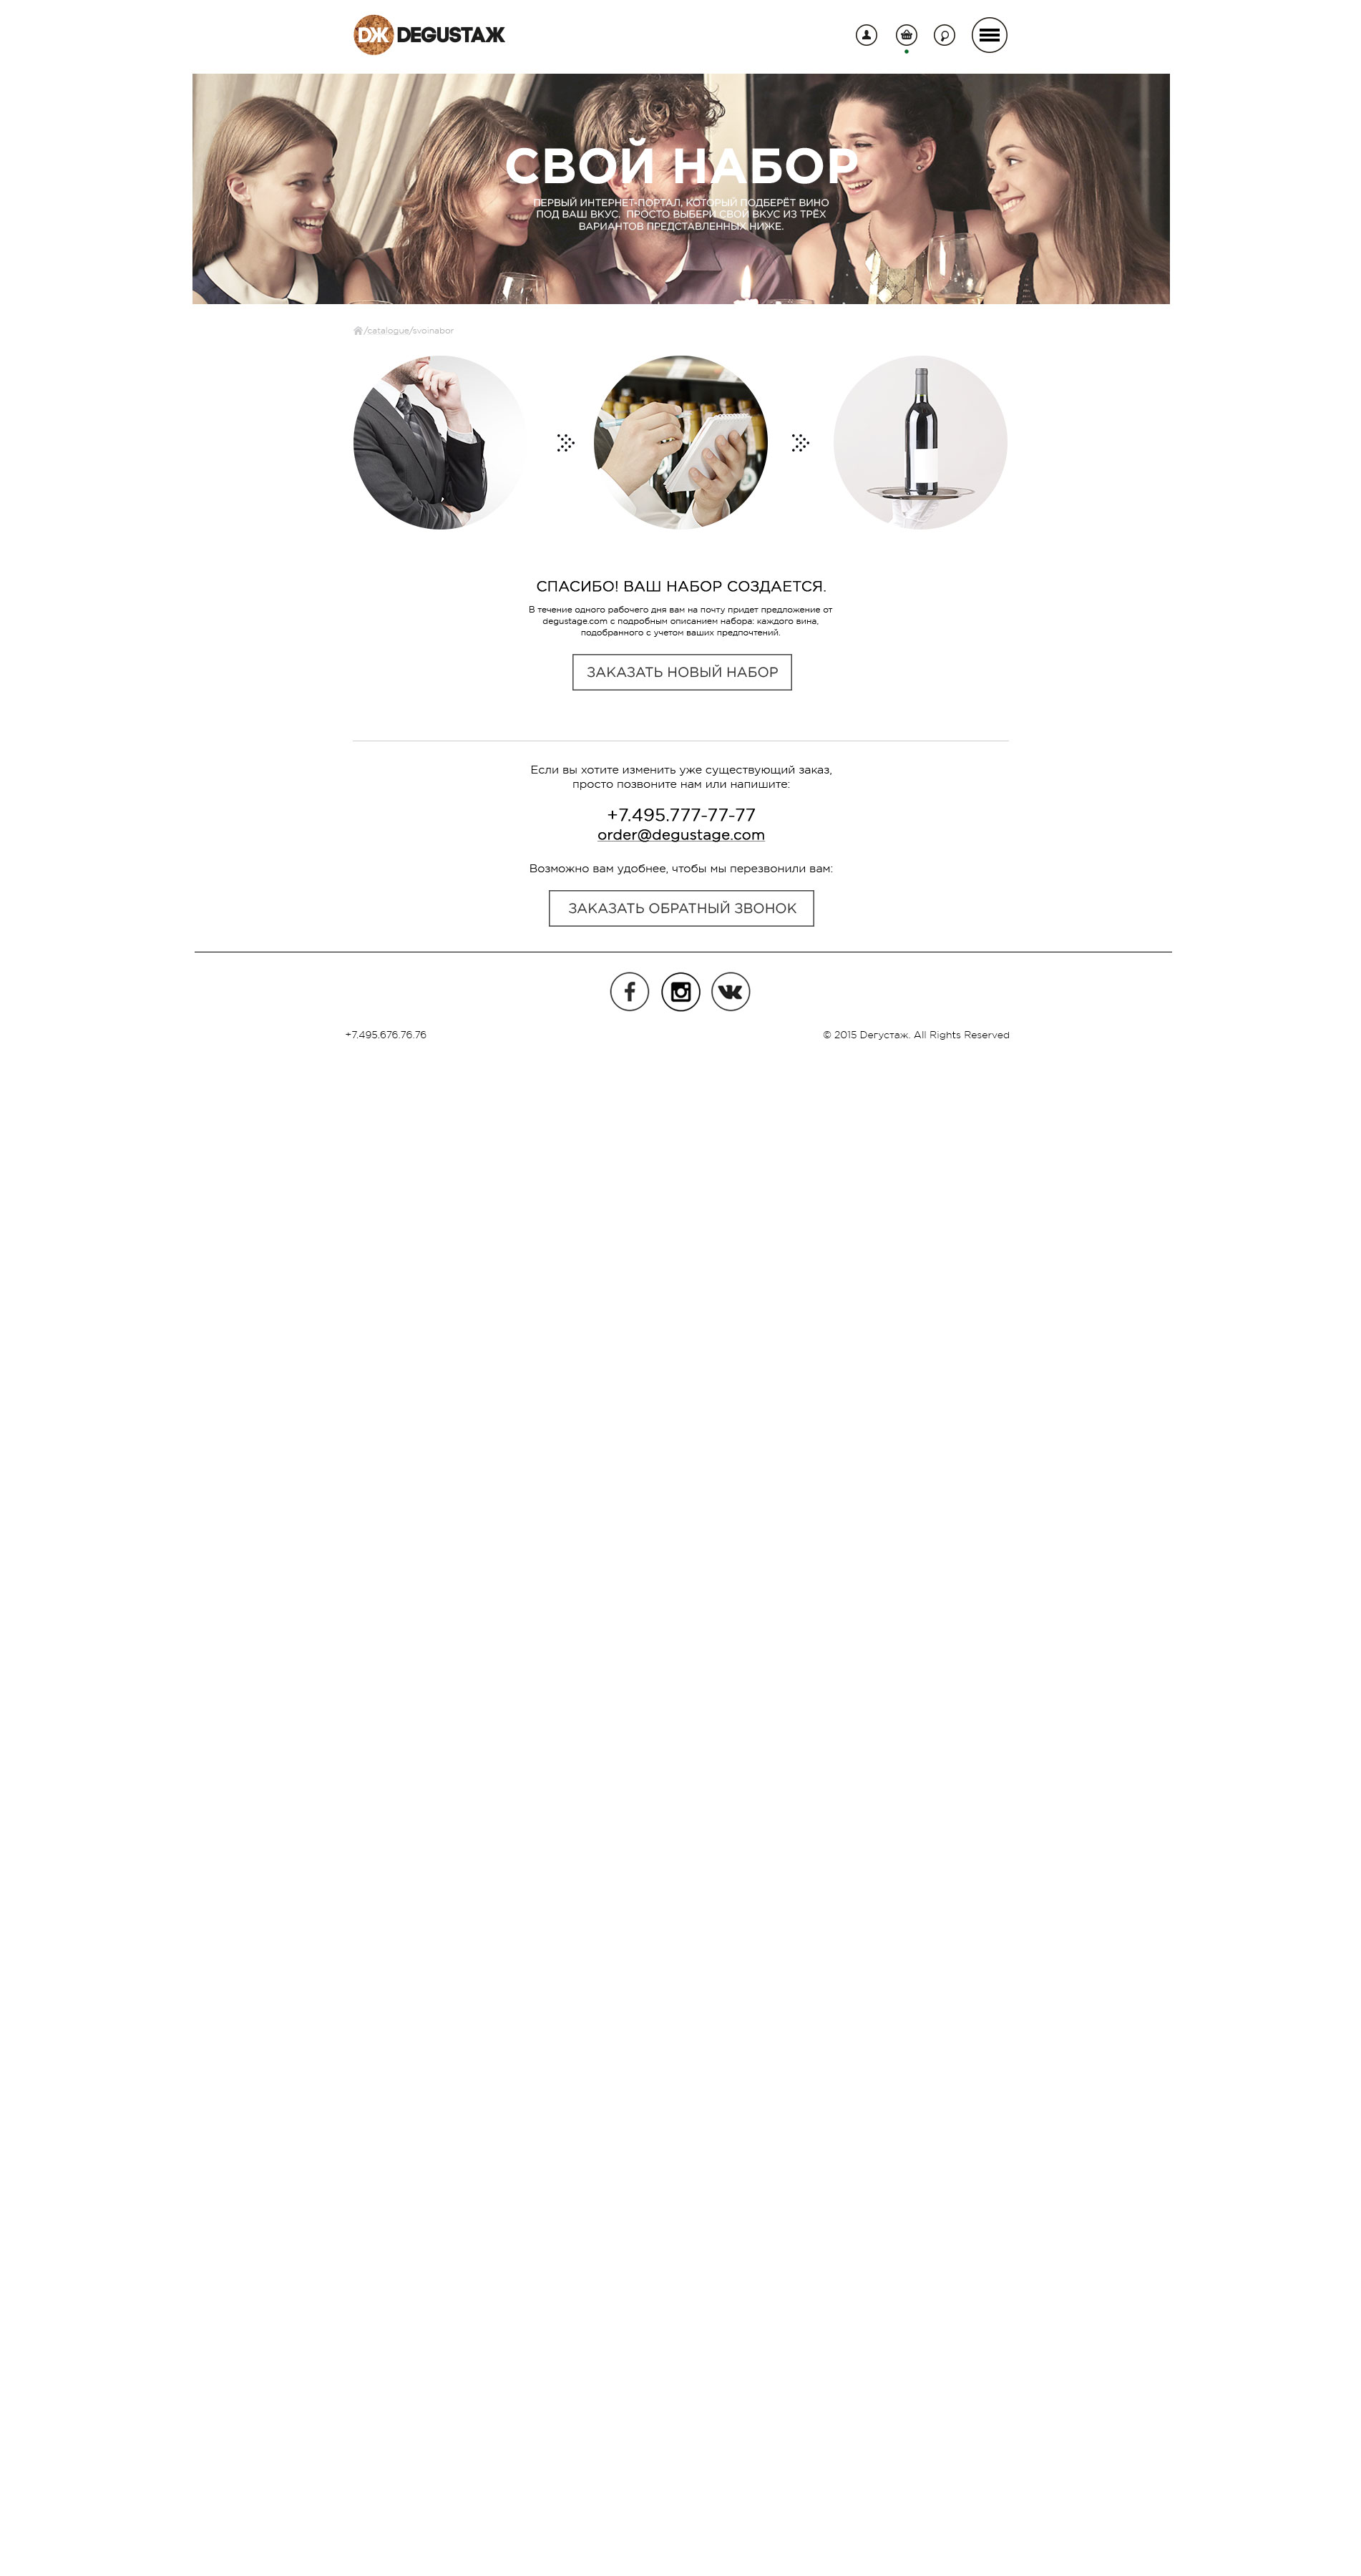 DЖ DEGUSTAЖ
СВОЙ НАБОР
ПЕРВЫЙ ИНТЕРНЕТ-ПОРТАЛ, КОТОРЫЙ ПОДБЕРЁТ ВИНО
ПОД ВАШ ВКУС. ПРОСТО ВЫБЕРИ СВОЙ ВКУС ИЗ ТРЁХ
ВАРИАНТОВ ПРЕДСТАВЛЕННЫХ НИЖЕ.
/catalogue/svoinabor
СПАСИБО! ВАШ НАБОР СОЗДАЕТСЯ.
В течение одного рабочего дня вам на почту придет предложение от
degustage.com с подробным описанием набора: каждого вина,
подобранного с учетом ваших предпочтений.
ЗАКАЗАТЬ НОВЫЙ НАБОР
Если вы хотите изменить уже существующий заказ,
просто позвоните нам или напишите:
+7.495.777-77-77
order@degustage.com
Возможно вам удобнее, чтобы мы перезвонили вам:
ЗАКАЗАТЬ ОБРАТНЫЙ ЗВОНОК
+7.495.676.76.76
© 2015 Дегустаж. All Rights Reserved